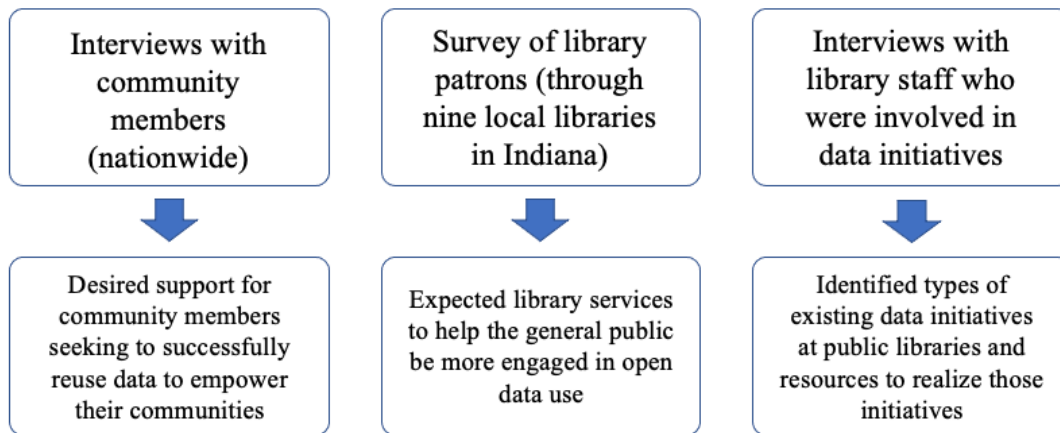 Interviews with
community
members
(nationwide)
Survey of library
patrons (through
nine local libraries
in Indiana)
Interviews with
library staff who
were involved in
data initiatives
Desired support for
community members
seeking to successfully
reuse data to empower
their communities
Expected library services
to help the general public
be more engaged in open
data use
Identified types of
existing data initiatives
at public libraries and
resources to realize those
initiatives